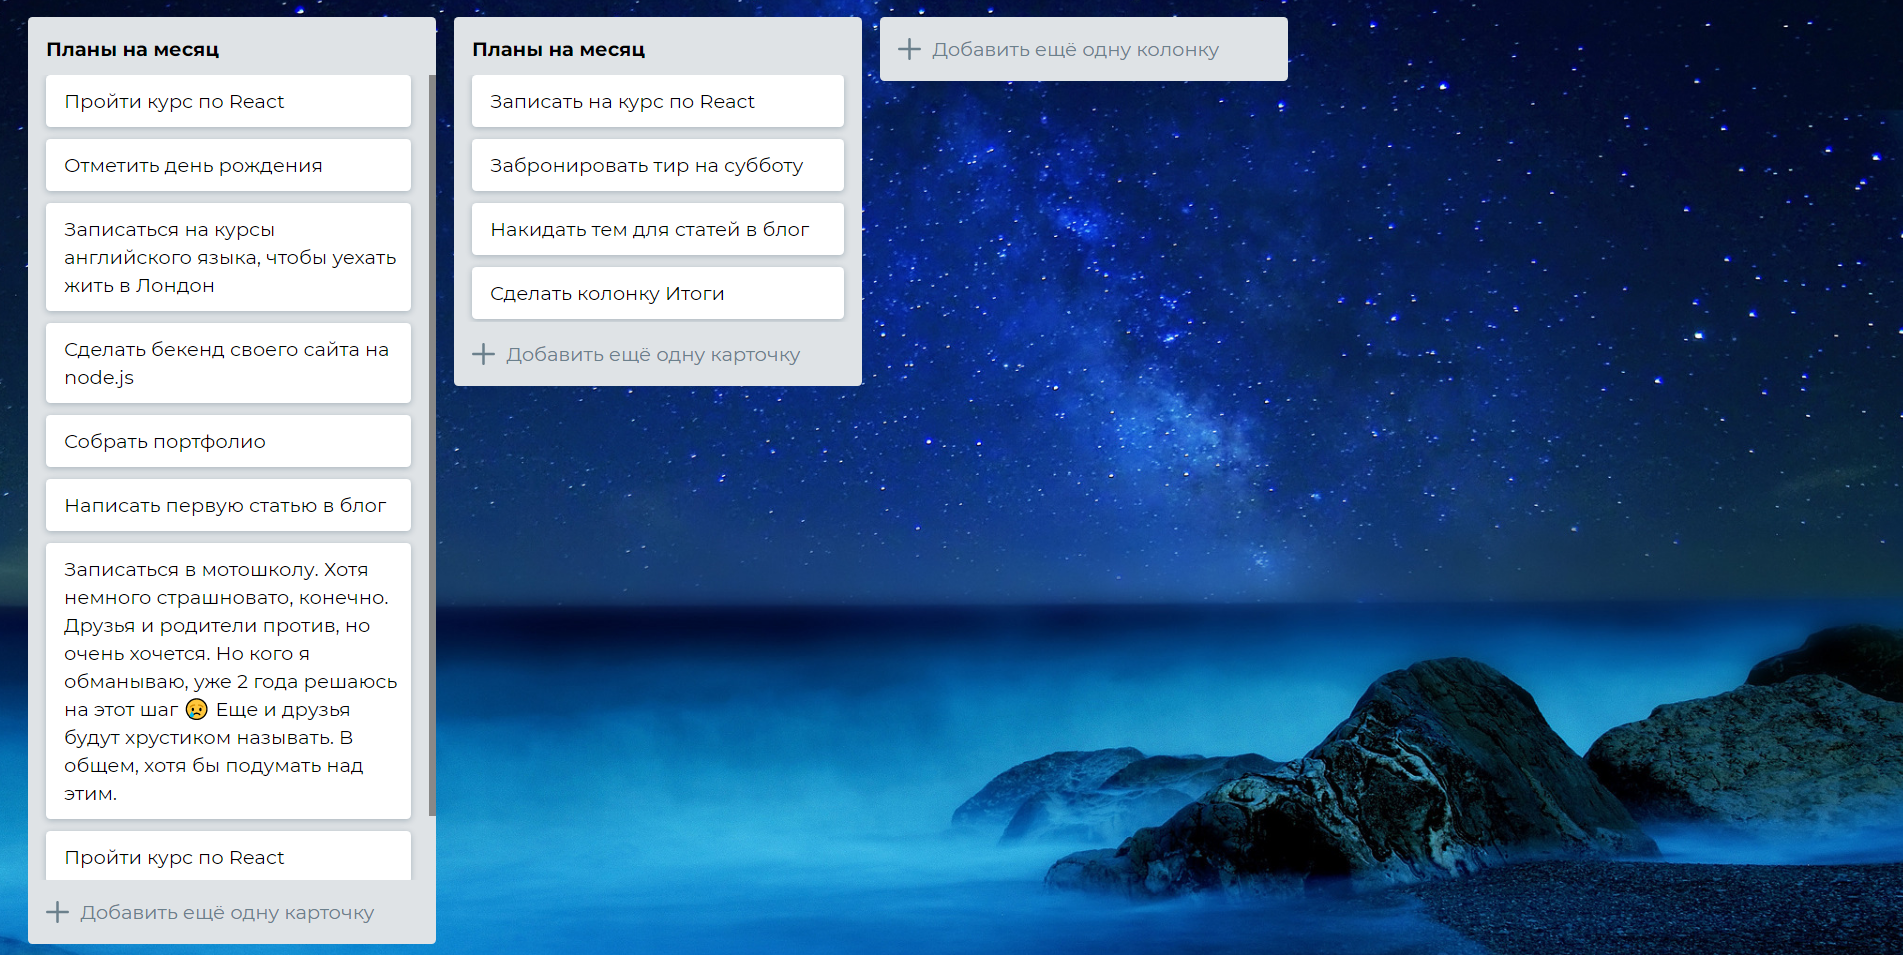 Планы на месяц
Пройти курс по React
Отметить день рождения
Записаться на курсы
английского языка, чтобы уехать
жить в Лондон
Сделать бекенд своего сайта на
node.js
Собрать портфолио
Написать первую статью в блог
Записаться в мотошколу. Хотя
немного страшновато, конечно.
Друзья и родители против, но
очень хочется. Но кого я
обманываю, уже 2 года решаюсь
на этот шаг 😥 Еще и друзья
будут хрустиком называть. В
общем, хотя бы подумать над
этим.
Пройти курс по React
Добавить ещё одну карточку
Планы на месяц
Записать на курс по React
Забронировать тир на субботу
Накидать тем для статей в блог
Сделать колонку Итоги
Добавить ещё одну карточку
Добавить ещё одну колонку